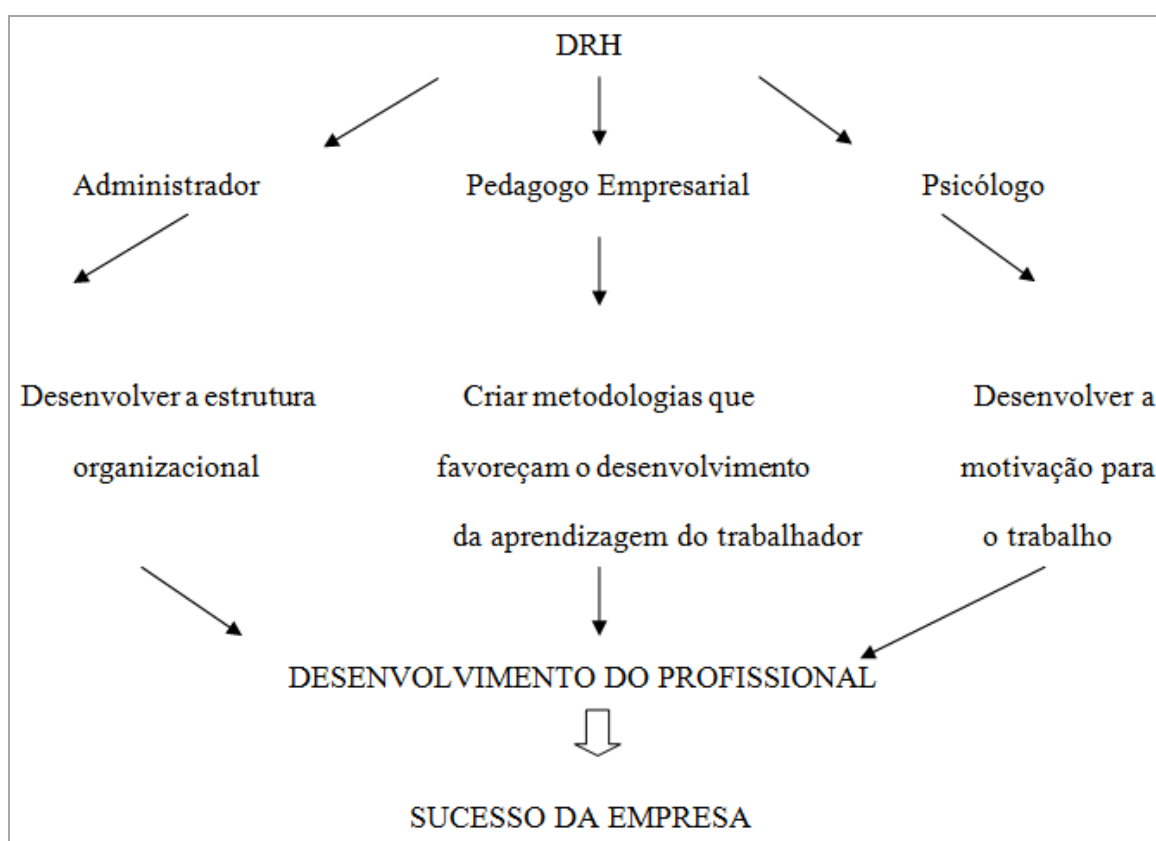 DRH
Administrador
Pedagogo Empresarial
Psicólogo
Desenvolver a estrutura
organizacional
Criar metodologias que
favoreçam o desenvolvimento
da aprendizagem do trabalhador
Desenvolver a
motivação para
o trabalho
DESENVOLVIMENTO DO PROFISSIONAL
SUCESSO DA EMPRESA